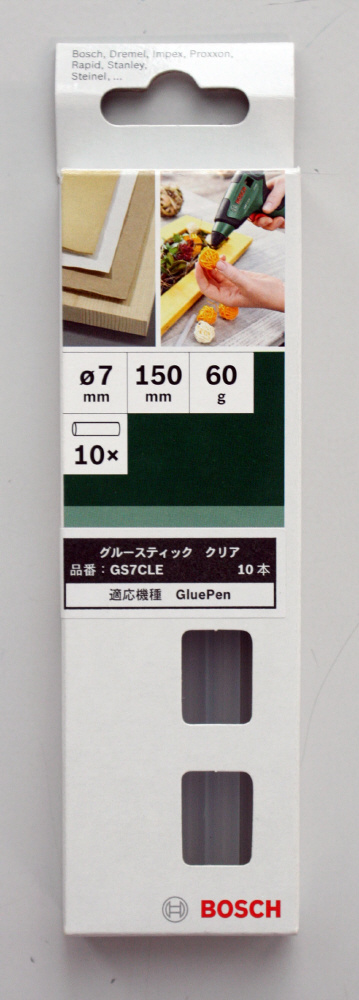 Bosch, Dremel, Impex, Proxxon,
Rapid, Stanley,
Steinel, ...
BOSCH
ø7 mm
150 mm
60 g
10×
グルースティック クリア
品番：GS7CLE 10本
適応機種 GluePen
BOSCH